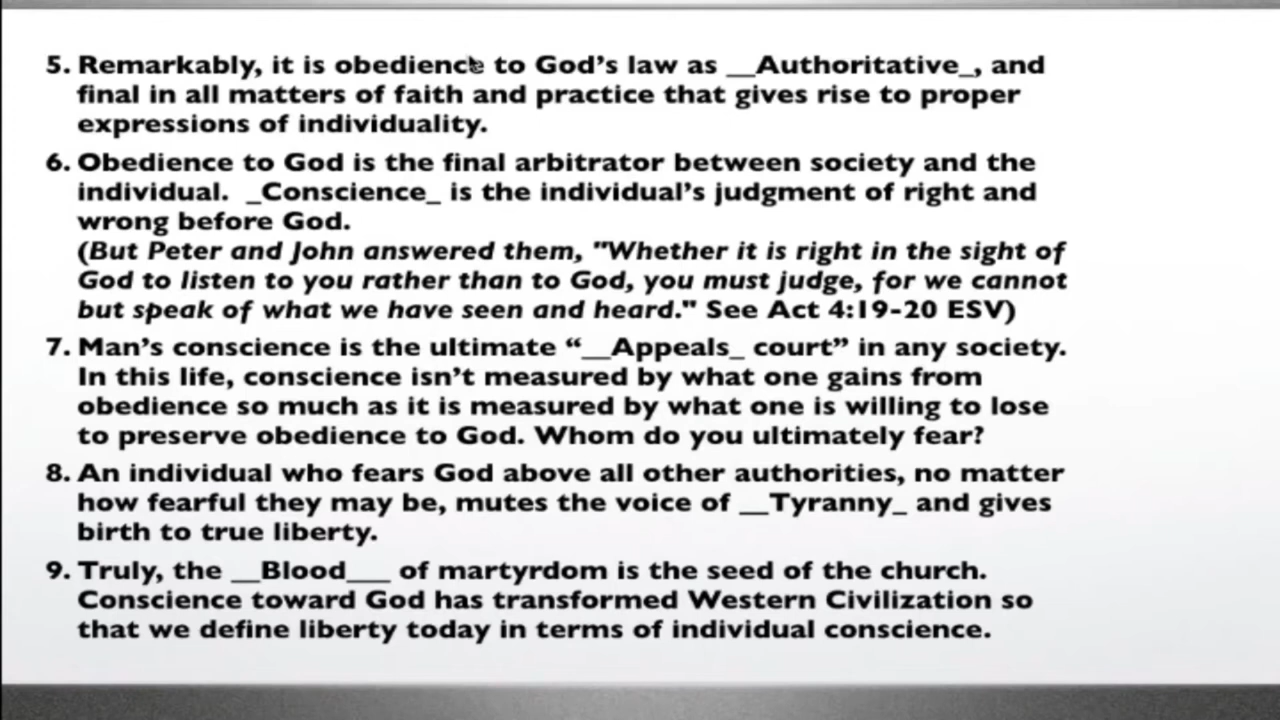 5. Remarkably, it is obedience to God's law as __Authoritative_, and
final in all matters of faith and practice that gives rise to proper
expressions of individuality.
6. Obedience to God is the final arbitrator between society and the
individual. _Conscience_ is the individual's judgment of right and
wrong before God.
(But Peter and John answered them, "Whether it is right in the sight of
God to listen to you rather than to God, you must judge, for we cannot
but speak of what we have seen and heard." See Act 4:19-20 ESV)
7. Man's conscience is the ultimate “__Appeals_ court” in any society.
In this life, conscience isn't measured by what one gains from
obedience so much as it is measured by what one is willing to lose
to preserve obedience to God. Whom do you ultimately fear?
8. An individual who fears God above all other authorities, no matter
how fearful they may be, mutes the voice of __Tyranny_ and gives
birth to true liberty.
9. Truly, the __Blood___ of martyrdom is the seed of the church.
Conscience toward God has transformed Western Civilization so
that we define liberty today in terms of individual conscience.